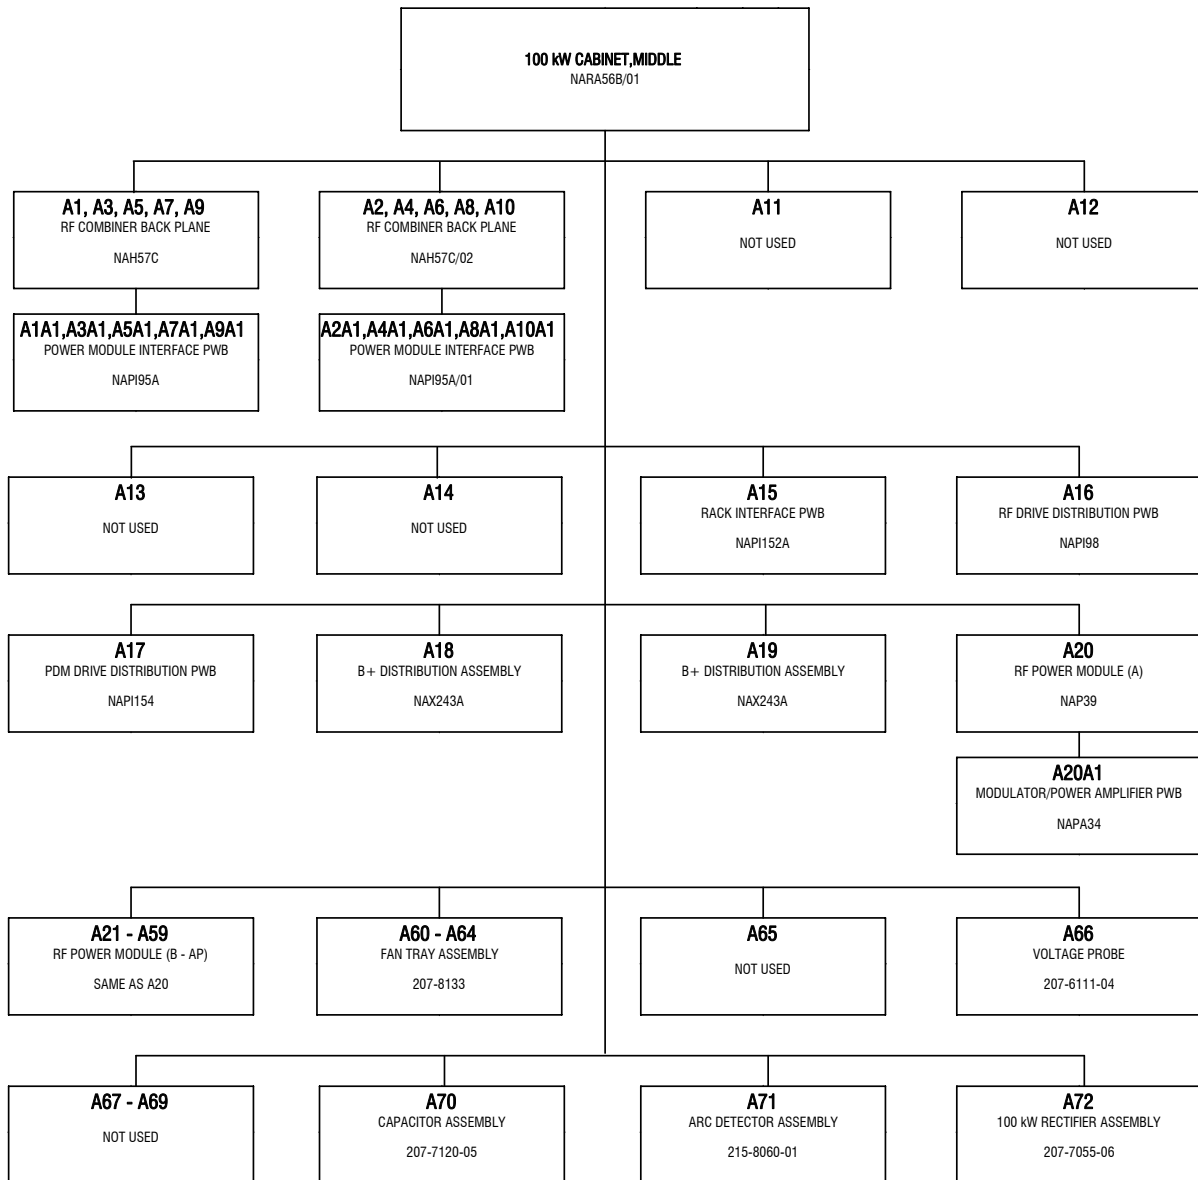 100 kW CABINET,MIDDLE
NARA56B/01
A1, A3, A5, A7, A9
RF COMBINER BACK PLANE
NAH57C
A2, A4, A6, A8, A10
RF COMBINER BACK PLANE
NAH57C/02
A11
NOT USED
A12
NOT USED
A1A1,A3A1,A5A1,A7A1,A9A1
POWER MODULE INTERFACE PWB
NAPI95A
A2A1,A4A1,A6A1,A8A1,A10A1
POWER MODULE INTERFACE PWB
NAPI95A/01
A13
NOT USED
A14
NOT USED
A15
RACK INTERFACE PWB
NAPI152A
A16
RF DRIVE DISTRIBUTION PWB
NAPI98
A17
PDM DRIVE DISTRIBUTION PWB
NAPI154
A18
B+ DISTRIBUTION ASSEMBLY
NAX243A
A19
B+ DISTRIBUTION ASSEMBLY
NAX243A
A20
RF POWER MODULE (A)
NAP39
A20A1
MODULATOR/POWER AMPLIFIER PWB
NAPA34
A21 - A59
RF POWER MODULE (B - AP)
SAME AS A20
A60 - A64
FAN TRAY ASSEMBLY
207-8133
A65
NOT USED
A66
VOLTAGE PROBE
207-6111-04
A67 - A69
NOT USED
A70
CAPACITOR ASSEMBLY
207-7120-05
A71
ARC DETECTOR ASSEMBLY
215-8060-01
A72
100 kW RECTIFIER ASSEMBLY
207-7055-06